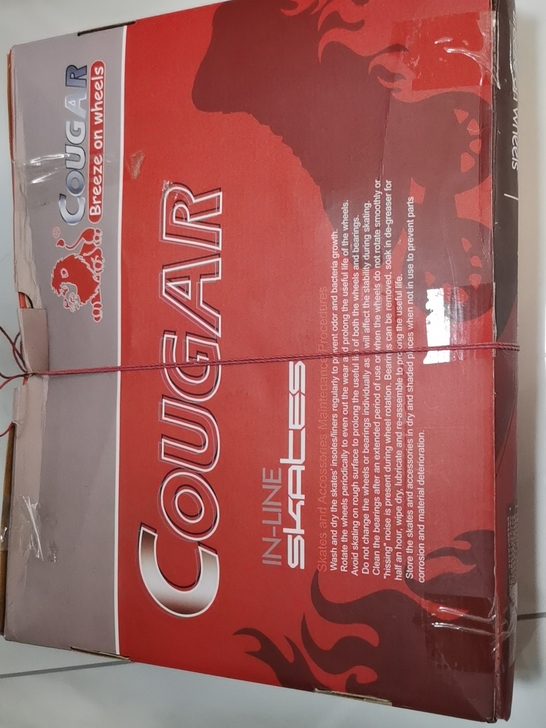 COUGAR
Breeze on wheels
COUGAR
IN-LINE
SKATES
Skates and Accessories Maintenance Procedures
Wash and dry the skates' insoles/liners regularly to prevent odor and bacteria growth.
Rotate the wheels periodically to even out the wear and prolong the useful life of the wheels.
Avoid skating on rough surface to prolong the useful life of both the wheels and bearings.
Do not change the wheels or bearings individually as affect the stability during skating.
Clean the bearings after an extended period of use or when the wheels do not rotate smoothly or
"hissing" noise is present during wheel rotation. Bearings can be removed, soak in de-greaser for
half an hour, wipe dry, lubricate and re-assemble to prolong the useful life.
Store the skates and accessories in dry and shaded places when not in use to prevent parts
corrosion and material deterioration.
wheels